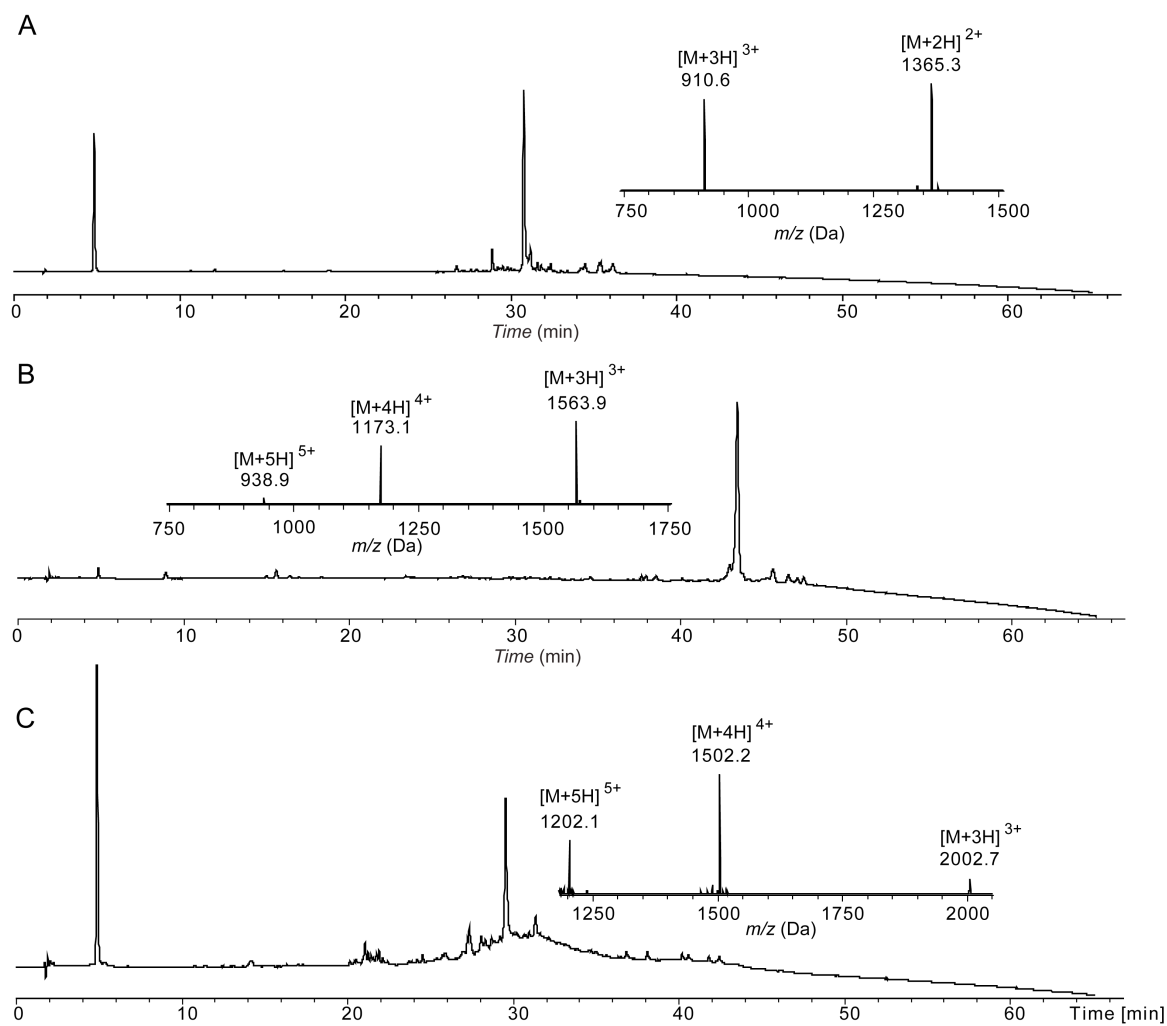 A
[M+3H] 3+
910.6
[M+2H] 2+
1365.3
750 1000 1250 1500
m/z (Da)
0 10 20 30 40 50 60
Time (min)
B
[M+5H] 5+
938.9
[M+4H] 4+
1173.1
[M+3H] 3+
1563.9
750 1000 1250 1500 1750
m/z (Da)
0 10 20 30 40 50 60
Time (min)
C
[M+5H] 5+
1202.1
[M+4H] 4+
1502.2
[M+3H] 3+
2002.7
1250 1500 1750 2000
m/z (Da)
0 10 20 30 40 50 60 Time [min]